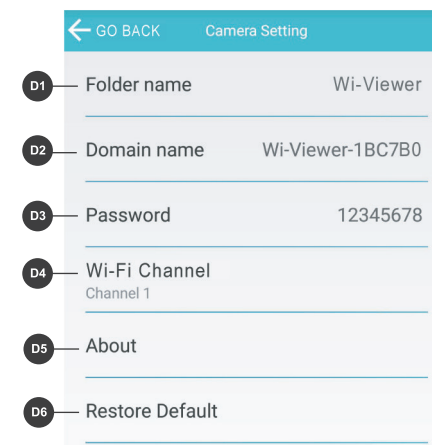 GO BACK Camera Setting
D1 Folder name Wi-Viewer
D2 Domain name Wi-Viewer-1BC7B0
D3 Password 12345678
D4 Wi-Fi Channel
Channel 1
D5 About
D6 Restore Default